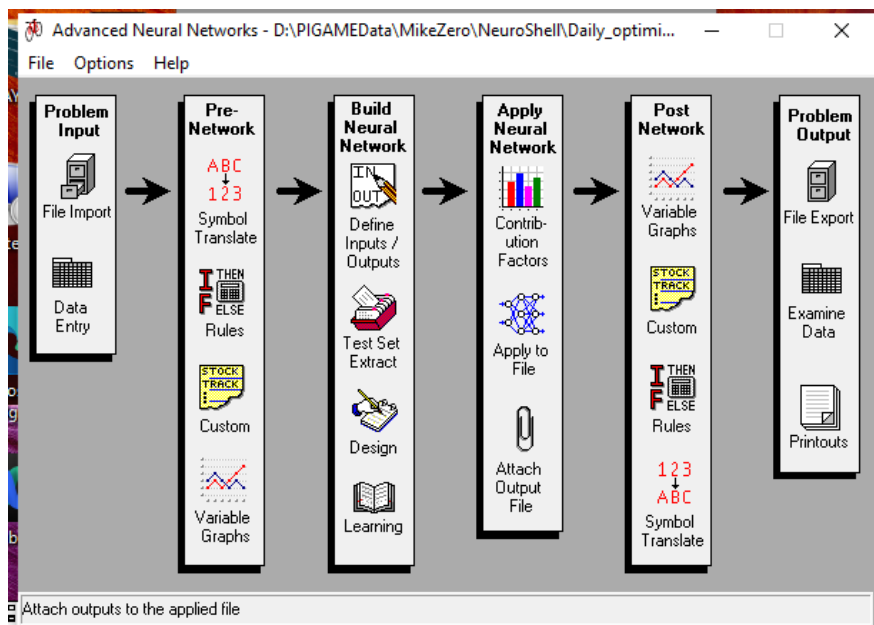 Advanced Neural Networks - D:\PIGAMEData\MikeZero\NeuroShell\Daily_optimi...
File Options Help
Problem
Input
File Import
Data
Entry
Pre-
Network
ABC
123
Symbol
Translate
IF THEN ELSE
Rules
STOCK
TRACK
Custom
Variable
Graphs
Build
Neural
Network
IN
OUT
Define
Inputs /
Outputs
Test Set
Extract
Design
Learning
Apply
Neural
Network
Contrib-
ution
Factors
Apply to
File
Attach
Output
File
Post
Network
Variable
Graphs
STOCK
TRACK
Custom
IF THEN ELSE
Rules
123
ABC
Symbol
Translate
Problem
Output
File Export
Examine
Data
Printouts
Attach outputs to the applied file